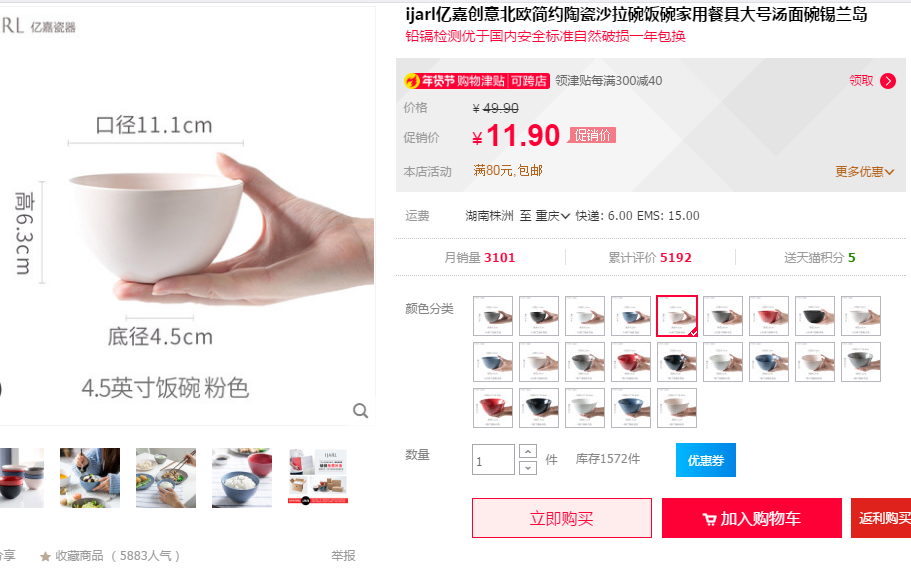 RL 亿嘉瓷器
口径11.1cm
高6.3cm
底径4.5cm
4.5英寸饭碗 粉色
IJARL
分享
收藏商品 ( 5883人气 )
举报
ijarl亿嘉创意北欧简约陶瓷沙拉碗饭碗家用餐具大号汤面碗锡兰岛
铅镉检测优于国内安全标准自然破损一年包换
年货节 购物津贴 可跨店 领津贴每满300减40 领取
价格 ¥ 49.90
促销价 ¥ 11.90 促销价
本店活动 满80元,包邮 更多优惠
运费 湖南株洲 至 重庆 快递: 6.00 EMS: 15.00
月销量 3101 累计评价 5192 送天猫积分 5
颜色分类
数量 1 件 库存1572件 优惠券
立即购买 加入购物车 返利购买